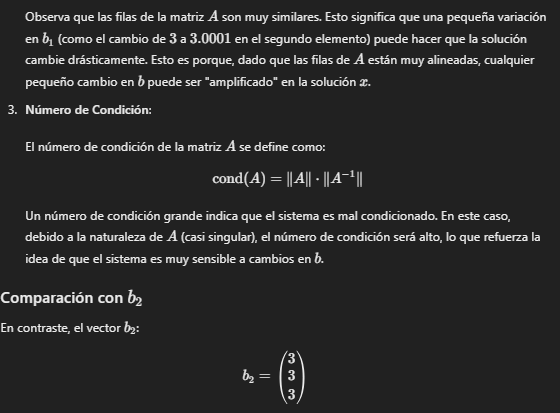 Observa que las filas de la matriz A son muy similares. Esto significa que una pequeña variación
en b₁ (como el cambio de 3 a 3.0001 en el segundo elemento) puede hacer que la solución
cambie drásticamente. Esto es porque, dado que las filas de A están muy alineadas, cualquier
pequeño cambio en b puede ser "amplificado" en la solución x.
3. Número de Condición:
El número de condición de la matriz A se define como:
cond(A) = ‖A‖ · ‖A⁻¹‖
Un número de condición grande indica que el sistema es mal condicionado. En este caso,
debido a la naturaleza de A (casi singular), el número de condición será alto, lo que refuerza la
idea de que el sistema es muy sensible a cambios en b.
Comparación con b₂
En contraste, el vector b₂:
3
b₂ = 3
3